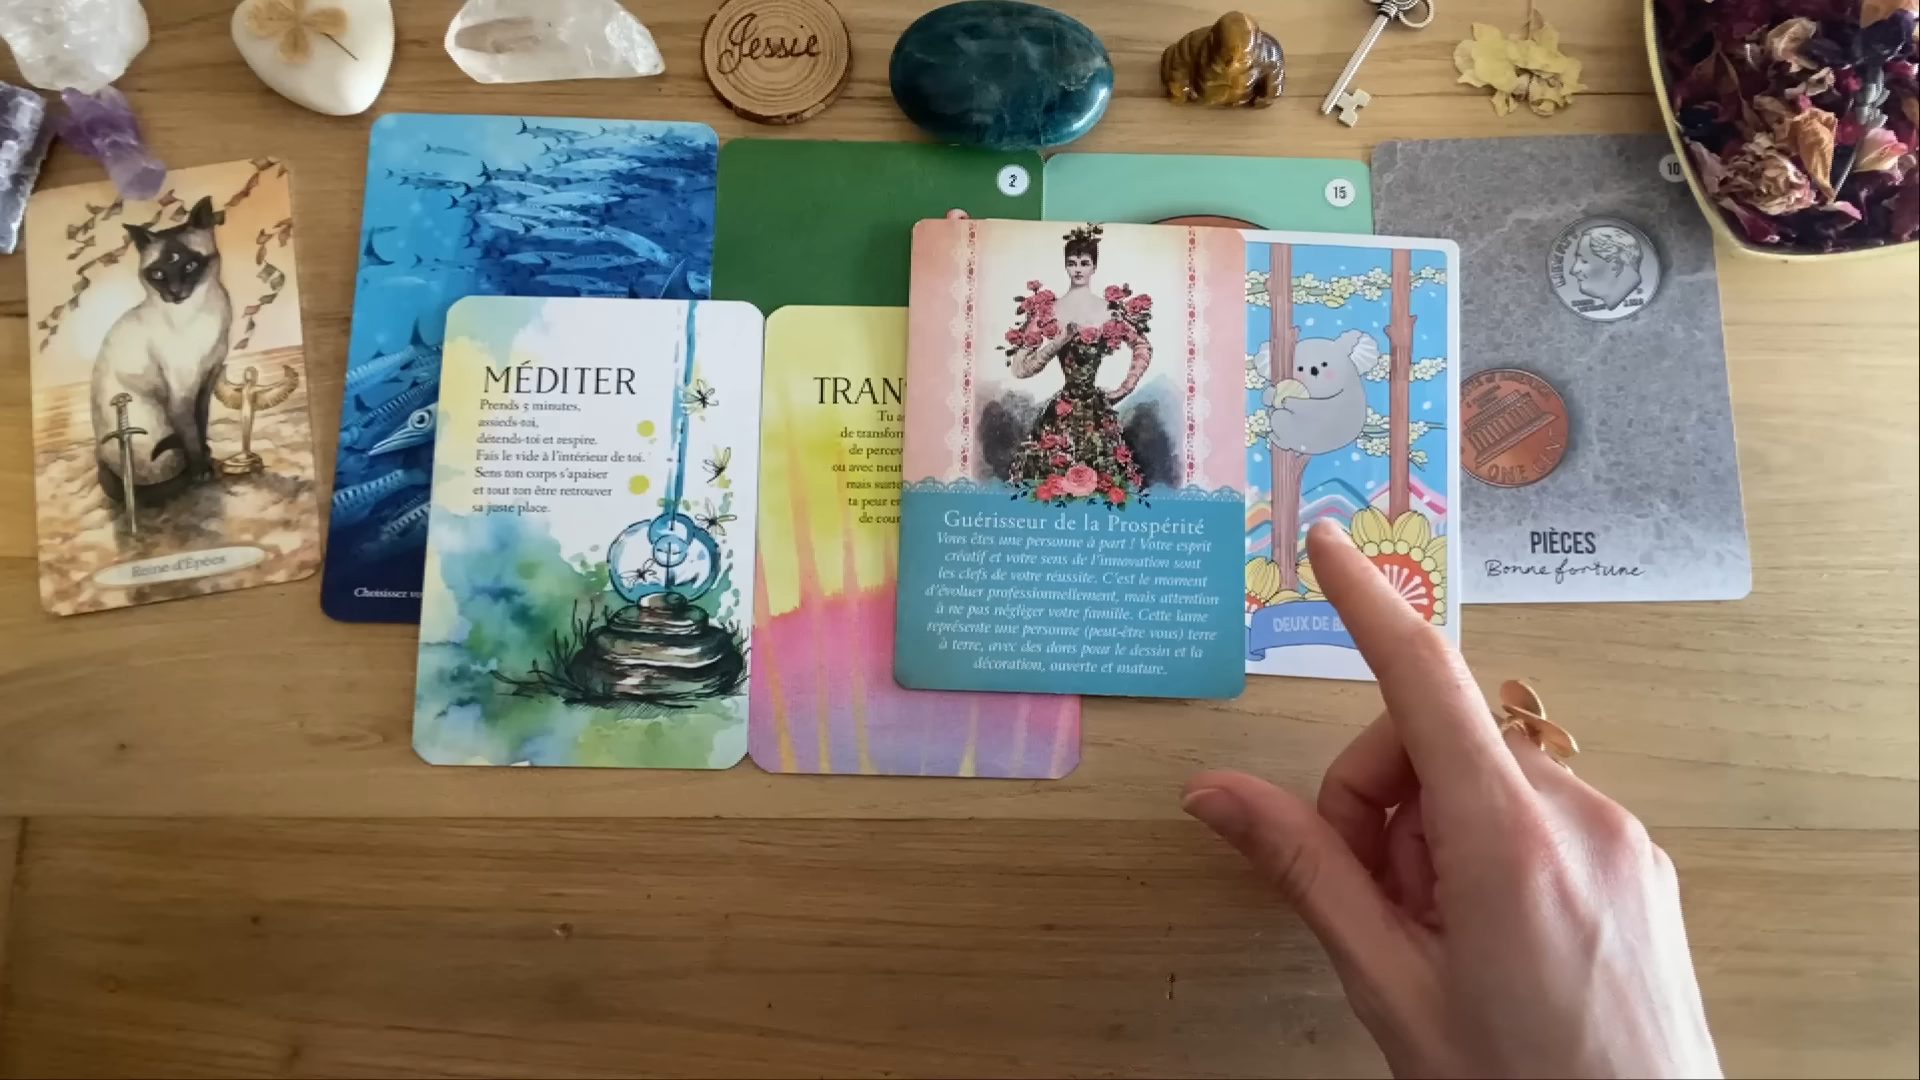 Jessie
2
15
10
Reine d'Epées
Choisissez
MÉDITER
Prends 5 minutes,
assieds-toi,
détends-toi et respire.
Fais le vide à l'intérieur de toi.
Sens ton corps s'apaiser
et tout ton être retrouver
sa juste place.
TRAN
Tu
de transfor
de percev
ou avec neut
mais surt
ta peur e
de cou
Guérisseur de la Prospérité
Vous êtes une personne à part ! Votre esprit
créatif et votre sens de l'innovation sont
les clefs de votre réussite. C'est le moment
d'évoluer professionnellement, mais attention
à ne pas négliger votre famille. Cette lame
représente une personne (peut-être vous) terre
à terre, avec des dons pour le dessin et la
décoration, ouverte et mature.
DEUX DE
ONE CENT
PIÈCES
Bonne fortune